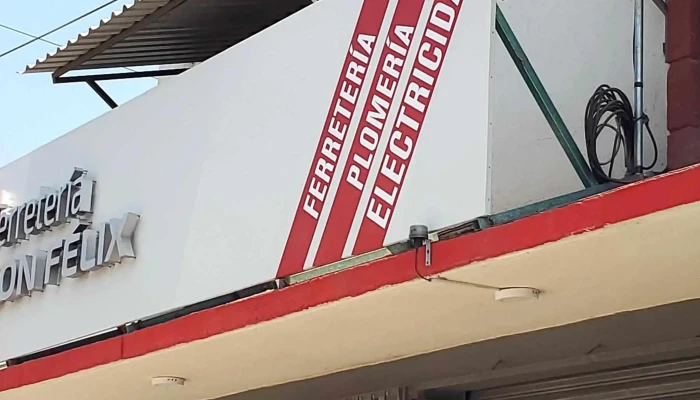 erretería
ON FÉLIX
FERRETERÍA
PLOMERÍA
ELECTRICIDA